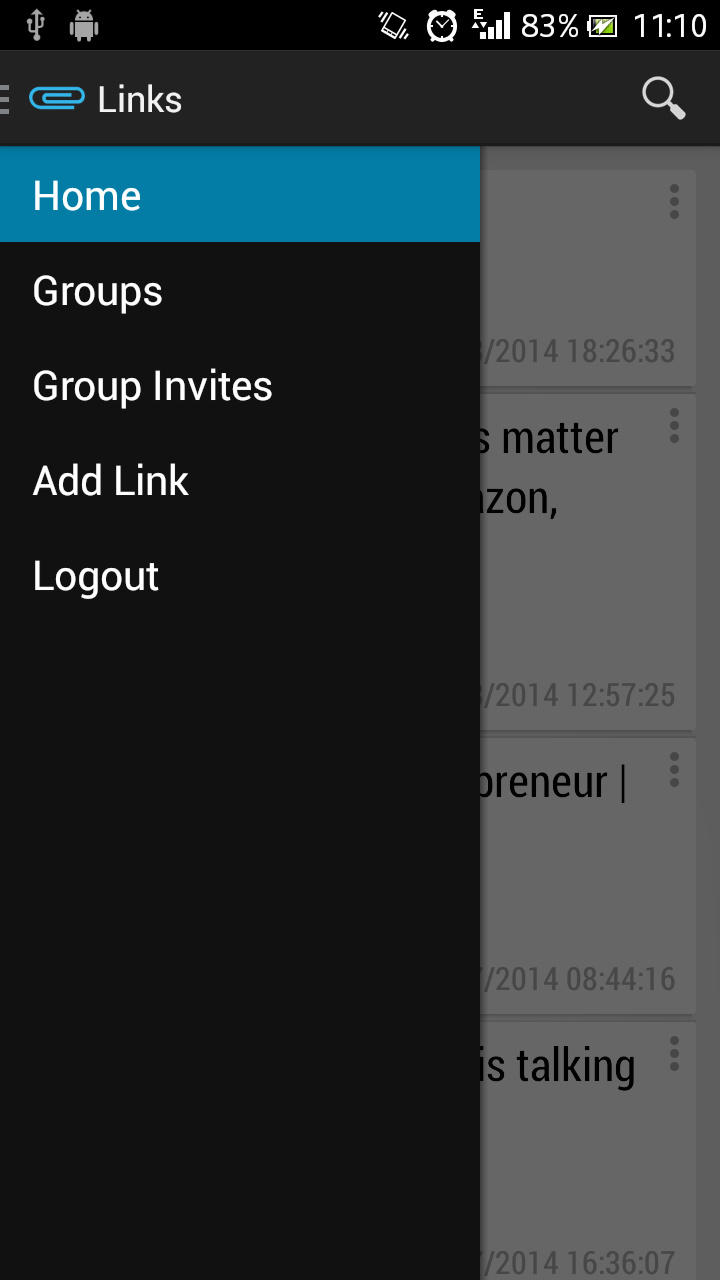 E 83% 11:10
Links
Home
Groups
Group Invites
Add Link
Logout
/2014 18:26:33
s matter
zon,
/2014 12:57:25
preneur |
/2014 08:44:16
is talking
/2014 16:36:07